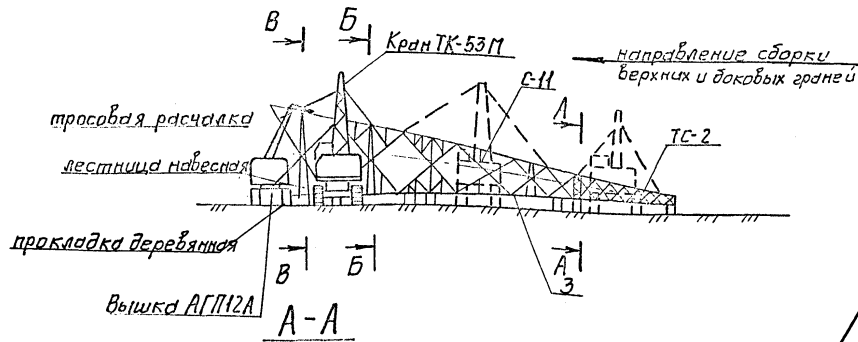 В Б
Кран ТК-53М
направление сборки
верхних и боковых граней
С-11
А
тросовая расчалка
ТС-2
лестница навесная
прокладка деревянная
В Б А
3
Вышка АГП12А
А-А